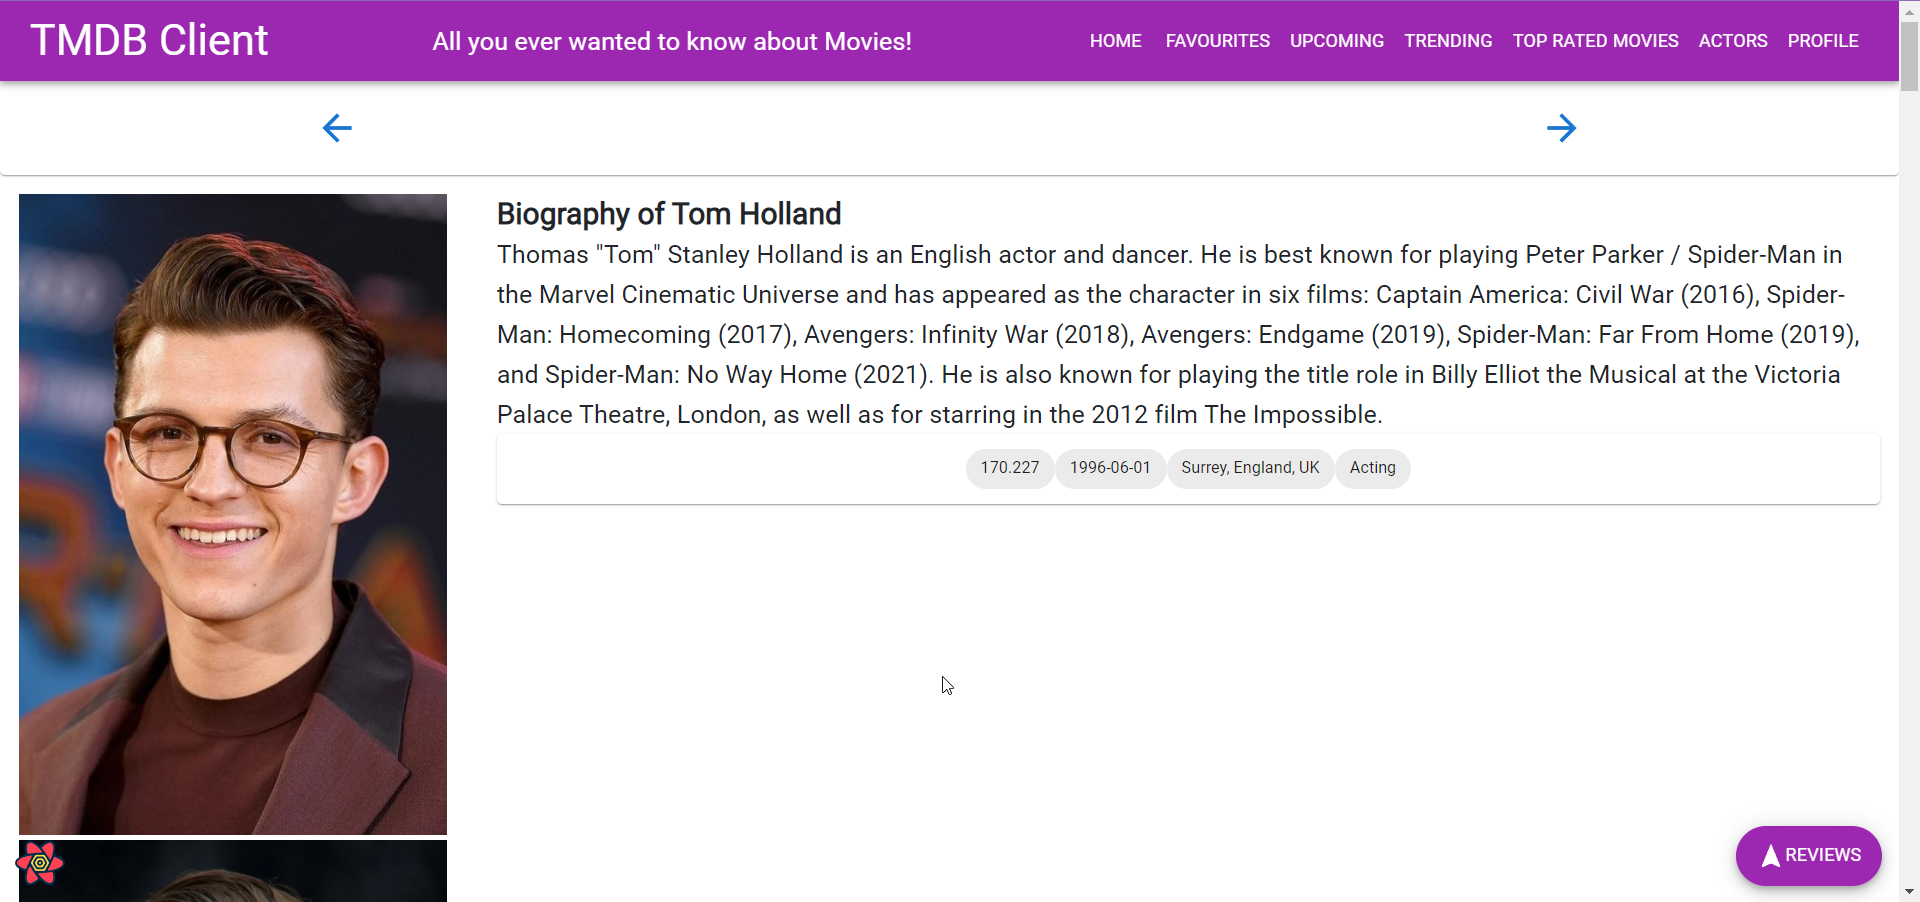 TMDB Client
All you ever wanted to know about Movies!
HOME FAVOURITES UPCOMING TRENDING TOP RATED MOVIES ACTORS PROFILE
Biography of Tom Holland
Thomas "Tom" Stanley Holland is an English actor and dancer. He is best known for playing Peter Parker / Spider-Man in
the Marvel Cinematic Universe and has appeared as the character in six films: Captain America: Civil War (2016), Spider-
Man: Homecoming (2017), Avengers: Infinity War (2018), Avengers: Endgame (2019), Spider-Man: Far From Home (2019),
and Spider-Man: No Way Home (2021). He is also known for playing the title role in Billy Elliot the Musical at the Victoria
Palace Theatre, London, as well as for starring in the 2012 film The Impossible.
170.227 1996-06-01 Surrey, England, UK Acting
REVIEWS